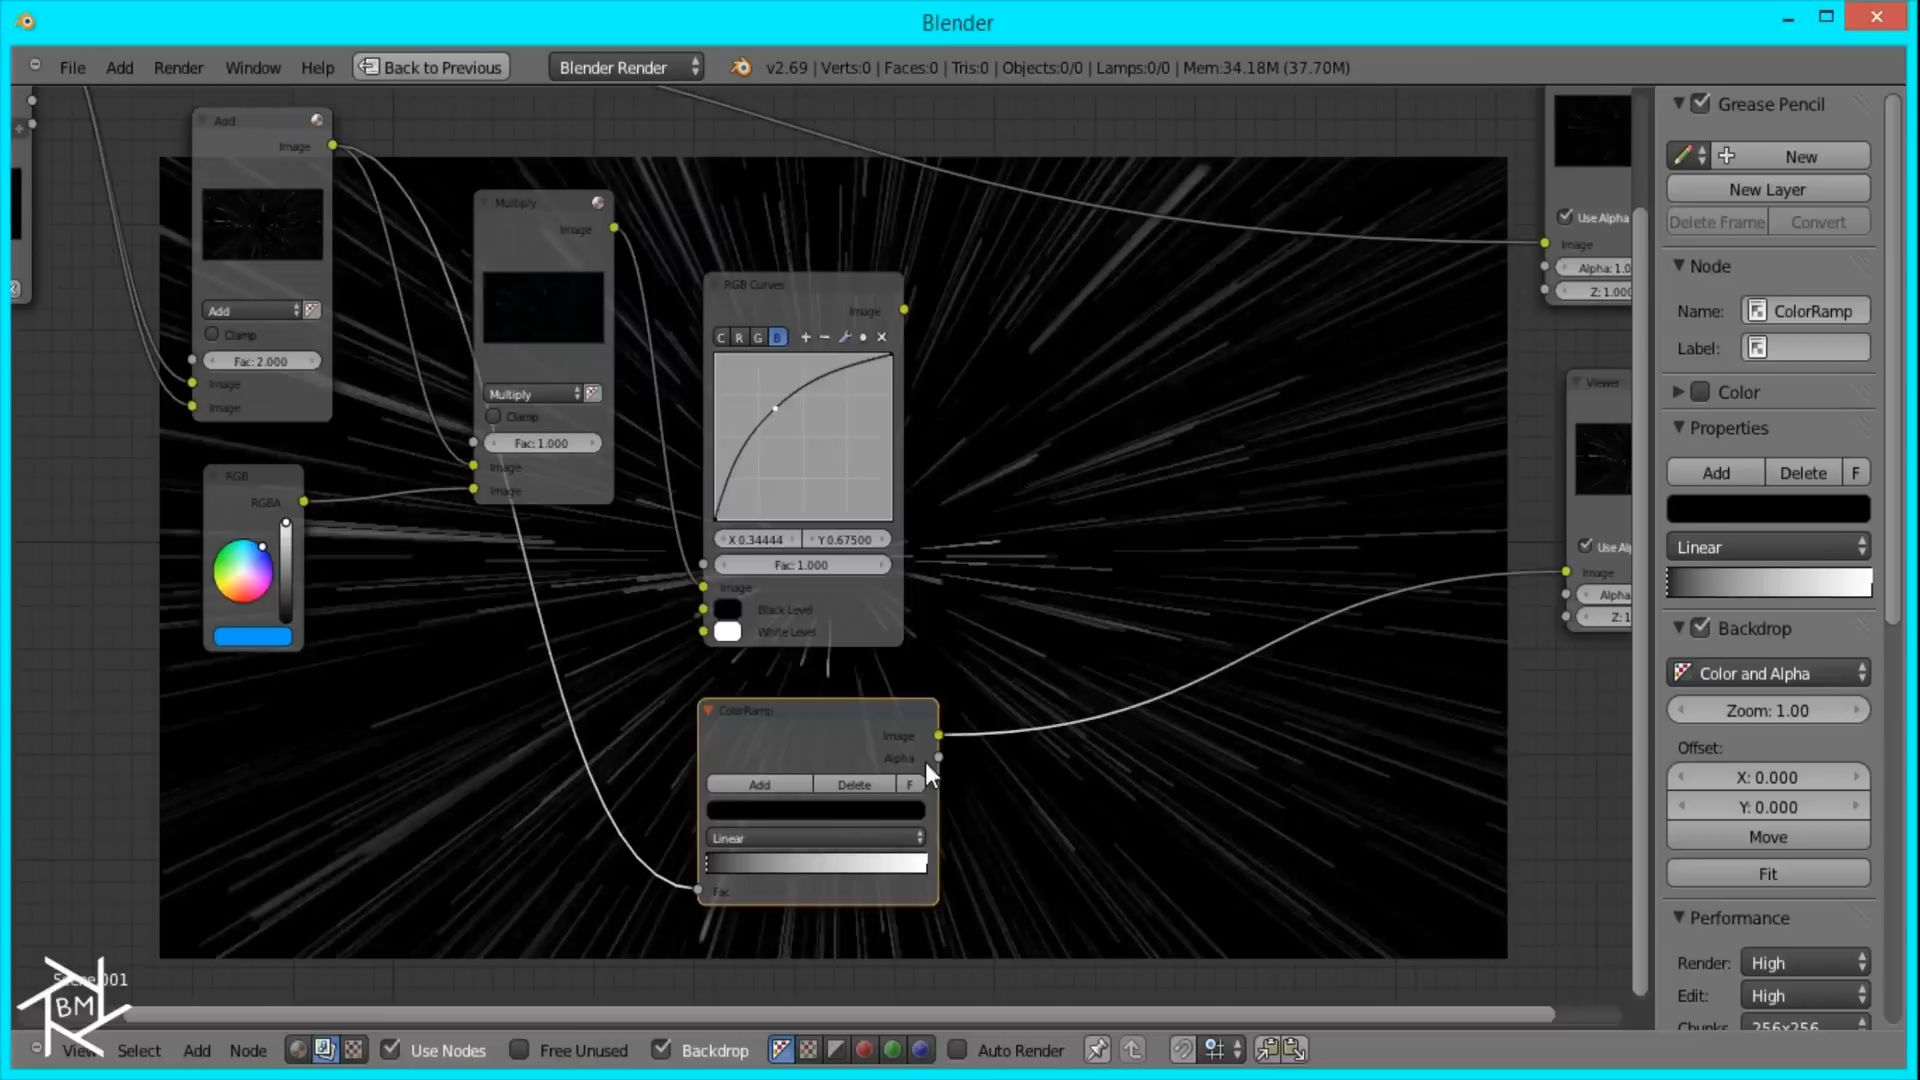 Blender
File Add Render Window Help Back to Previous Blender Render v2.69 | Verts:0 | Faces:0 | Tris:0 | Objects:0/0 | Lamps:0/0 | Mem:34.18M (37.70M)
Add
Image
Add
Clamp
Fac: 2.000
Image
Image
RGB
RGBA
Multiply
Image
Multiply
Clamp
Fac: 1.000
Image
Image
RGB Curves
Image
C R G B
X 0.34444 Y 0.67500
Fac: 1.000
Image
Black Level
White Level
ColorRamp
Image
Alpha
Add Delete F
Linear
Fac
Use Alpha
Image
Alpha: 1.0
Z: 1.000
Viewer
Use Al
Image
Alpha
Z: 1
Grease Pencil
New
New Layer
Delete Frame Convert
Node
Name: ColorRamp
Label:
Color
Properties
Add Delete F
Linear
Backdrop
Color and Alpha
Zoom: 1.00
Offset:
X: 0.000
Y: 0.000
Move
Fit
Performance
Render: High
Edit: High
Chunks 256x256
BM
View Select Add Node Use Nodes Free Unused Backdrop Auto Render